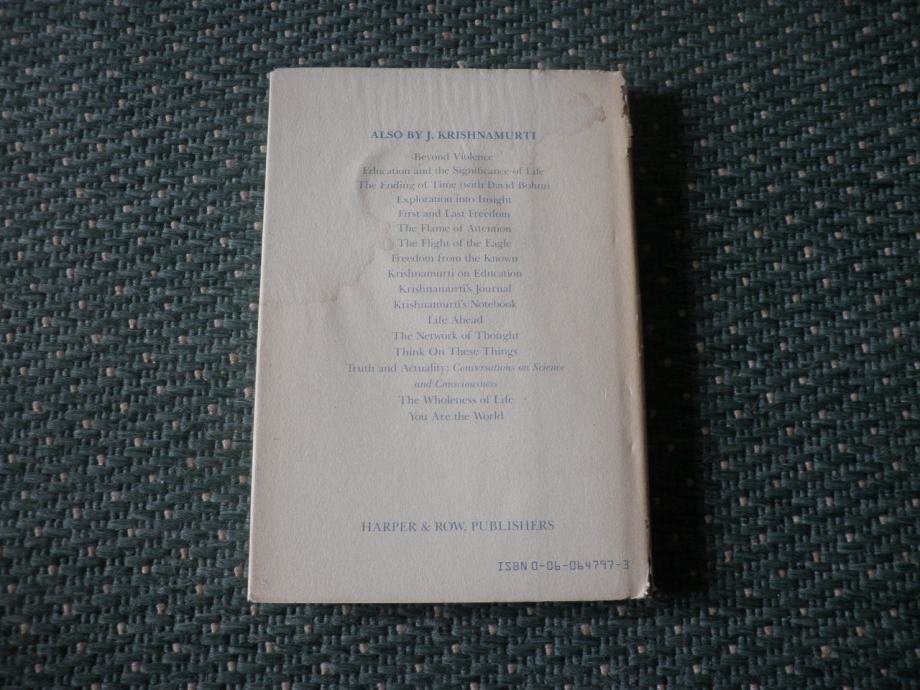 ALSO BY J. KRISHNAMURTI
Beyond Violence
Education and the Significance of Life
The Ending of Time (with David Bohm)
Exploration into Insight
First and Last Freedom
The Flame of Attention
The Flight of the Eagle
Freedom from the Known
Krishnamurti on Education
Krishnamurti's Journal
Krishnamurti's Notebook
Life Ahead
The Network of Thought
Think On These Things
Truth and Actuality: Conversations on Science
and Consciousness
The Wholeness of Life
You Are the World
HARPER & ROW, PUBLISHERS
ISBN 0-06-064797-3